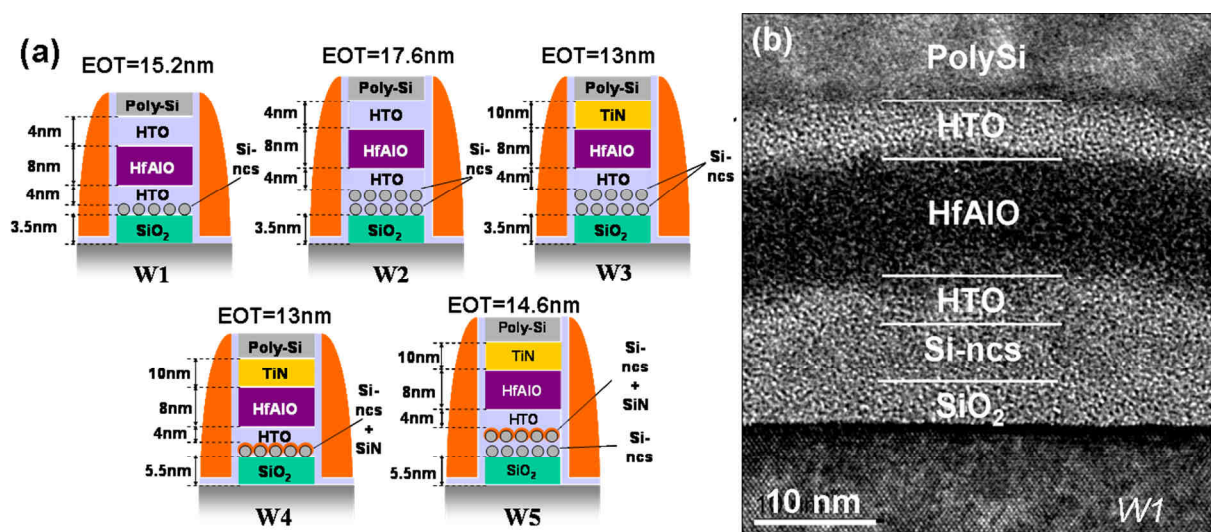 (a)
EOT=15.2nm
Poly-Si
4nm
HTO
8nm
HfAlO
4nm
HTO
Si-
ncs
3.5nm
SiO2
W1
EOT=17.6nm
Poly-Si
4nm
HTO
8nm
HfAlO
4nm
HTO
Si-
ncs
3.5nm
SiO2
W2
EOT=13nm
Poly-Si
10nm
TiN
8nm
HfAlO
4nm
HTO
Si-
ncs
3.5nm
SiO2
W3
EOT=13nm
Poly-Si
10nm
TiN
8nm
HfAlO
4nm
HTO
Si-
ncs
+
SiN
5.5nm
SiO2
W4
EOT=14.6nm
Poly-Si
10nm
TiN
8nm
HfAlO
4nm
HTO
Si-
ncs
+
SiN
Si-
ncs
5.5nm
SiO2
W5
(b)
PolySi
HTO
HfAlO
HTO
Si-ncs
SiO2
10 nm
W1